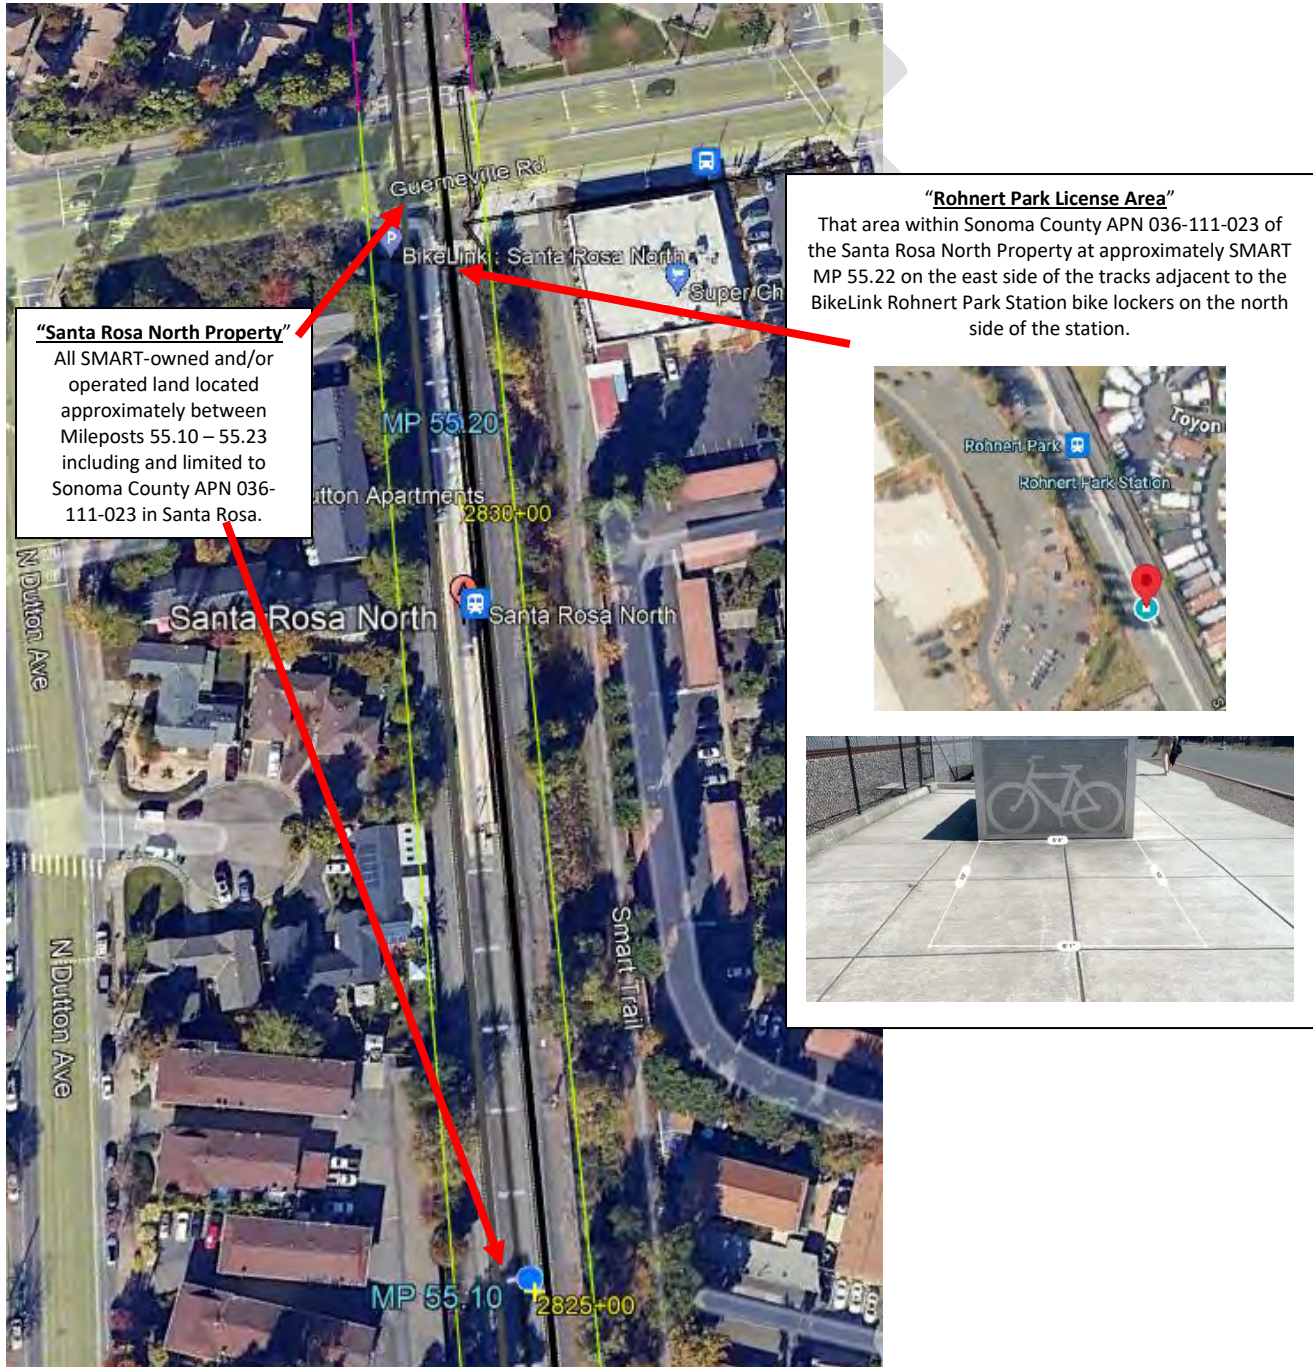 Guerneville Rd
P
BikeLink : Santa Rosa North
“Rohnert Park License Area”
That area within Sonoma County APN 036-111-023 of
the Santa Rosa North Property at approximately SMART
MP 55.22 on the east side of the tracks adjacent to the
BikeLink Rohnert Park Station bike lockers on the north
side of the station.
Super Ch
“Santa Rosa North Property”
All SMART-owned and/or
operated land located
approximately between
Mileposts 55.10 – 55.23
including and limited to
Sonoma County APN 036-
111-023 in Santa Rosa.
MP 55.20
utton Apartments
2830+00
Toyon
Rohnert Park
Rohnert Park Station
S
N Dutton Ave
Santa Rosa North
Santa Rosa North
6'1"
Smart Trail
N Dutton Ave
MP 55.10
2825+00